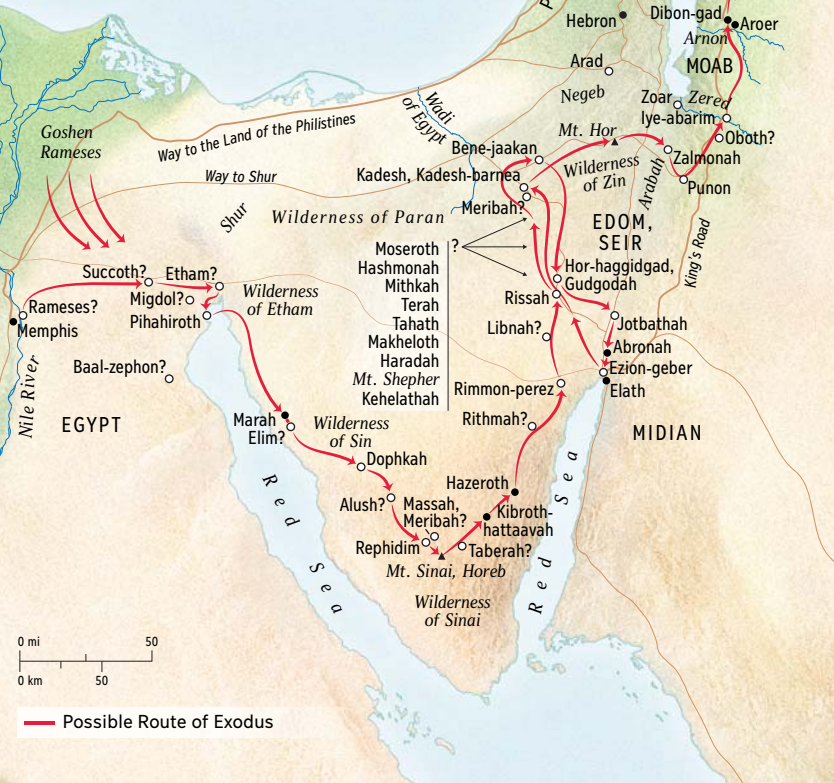 P
Hebron
Dibon-gad
Aroer
Arnon
MOAB
Arad
Negeb
Zoar
Zered
Iye-abarim
Oboth?
Wadi
of Egypt
Goshen
Rameses
Way to the Land of the Philistines
Mt. Hor
Bene-jaakan
Zalmonah
Way to Shur
Kadesh, Kadesh-barnea
Wilderness
of Zin
Arabah
Punon
Meribah?
Shur
Wilderness of Paran
EDOM,
SEIR
King's Road
Moseroth
?
Hashmonah
Mithkah
Terah
Tahath
Makheloth
Haradah
Mt. Shepher
Kehelathah
Succoth?
Etham?
Hor-haggidgad,
Gudgodah
Migdol?
Wilderness
of Etham
Rissah
Rameses?
Memphis
Pihahiroth
Libnah?
Jotbathah
Abronah
Baal-zephon?
Ezion-geber
Elath
Nile River
Rimmon-perez
EGYPT
Marah
Elim?
Wilderness
of Sin
Rithmah?
MIDIAN
Dophkah
Red Sea
Hazeroth
Alush?
Massah,
Meribah?
Kibroth-
hattaavah
Rephidim
Taberah?
Mt. Sinai, Horeb
Red Sea
Wilderness
of Sinai
0 mi 50
0 km 50
Possible Route of Exodus